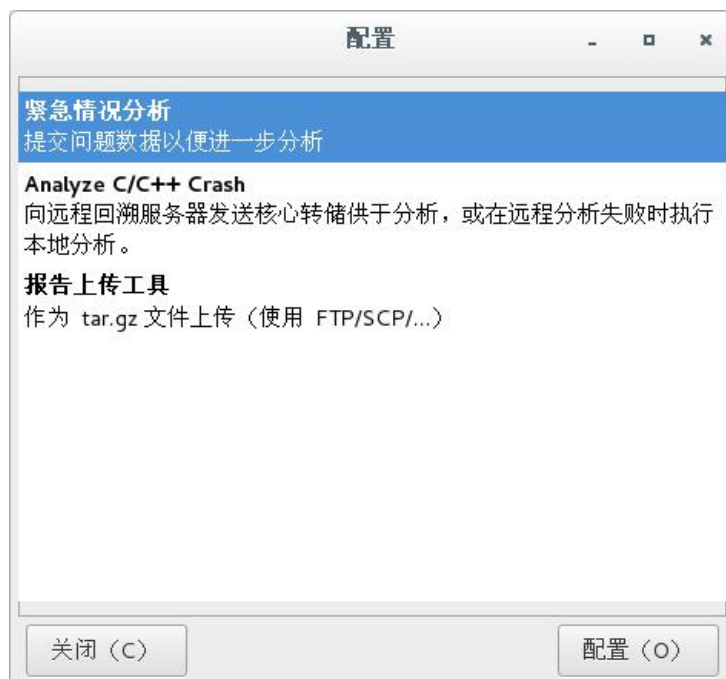 配置
紧急情况分析
提交问题数据以便进一步分析
Analyze C/C++ Crash
向远程回溯服务器发送核心转储供于分析，或在远程分析失败时执行
本地分析。
报告上传工具
作为 tar.gz 文件上传（使用 FTP/SCP/...）
关闭（C）
配置（O）